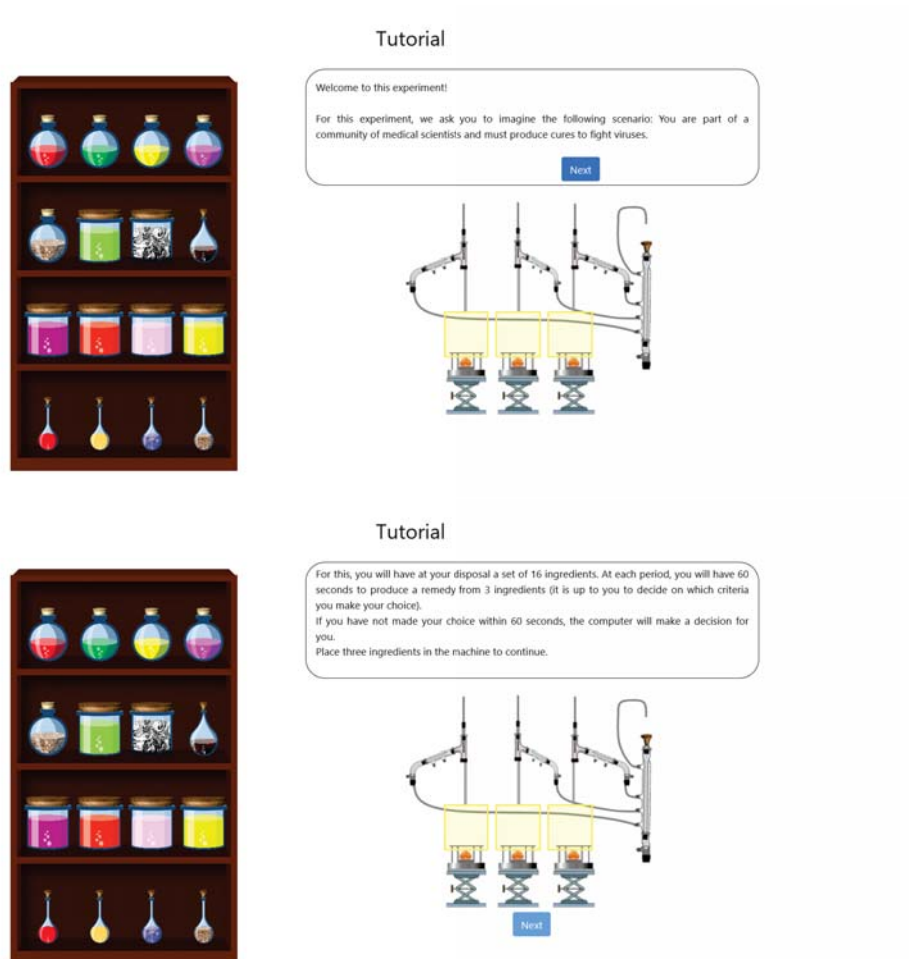 Tutorial
Welcome to this experiment!
For this experiment, we ask you to imagine the following scenario: You are part of a
community of medical scientists and must produce cures to fight viruses.
Next
Tutorial
For this, you will have at your disposal a set of 16 ingredients. At each period, you will have 60
seconds to produce a remedy from 3 ingredients (it is up to you to decide on which criteria
you make your choice).
If you have not made your choice within 60 seconds, the computer will make a decision for
you.
Place three ingredients in the machine to continue.
Next